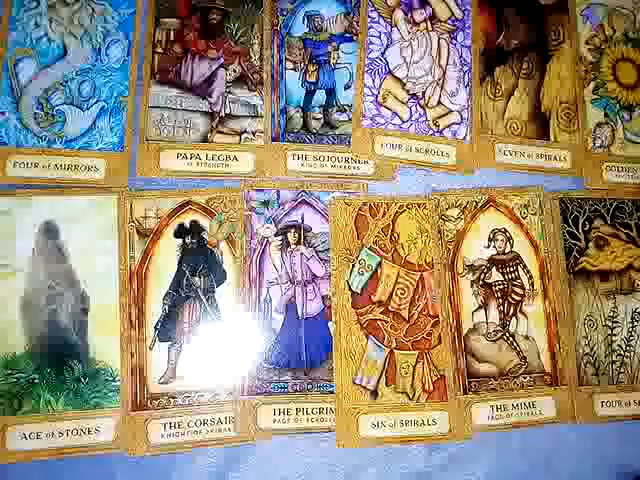 FOUR OF MIRRORS
PAPA LEGBA
STRENGTH
THE SOJOURNER
KING OF MIRRORS
FOUR OF SCROLLS
SEVEN OF SPIRALS
GOLDEN
ACE OF STONES
THE CORSAIR
KNIGHT OF SPIRALS
THE PILGRIM
PAGE OF SCROLLS
SIX OF SPIRALS
THE MIME
PAGE OF SPIRALS
FOUR OF